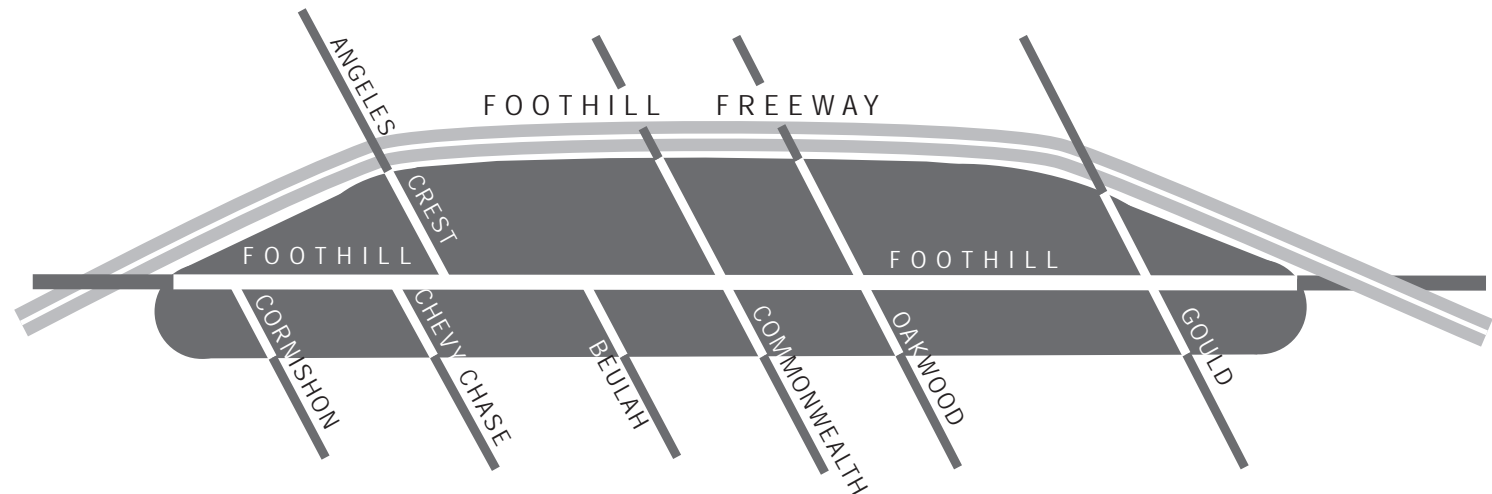 ANGELES CREST
FOOTHILL FREEWAY
FOOTHILL
FOOTHILL
CORNISHON
CHEVY CHASE
BEULAH
COMMONWEALTH
OAKWOOD
GOULD